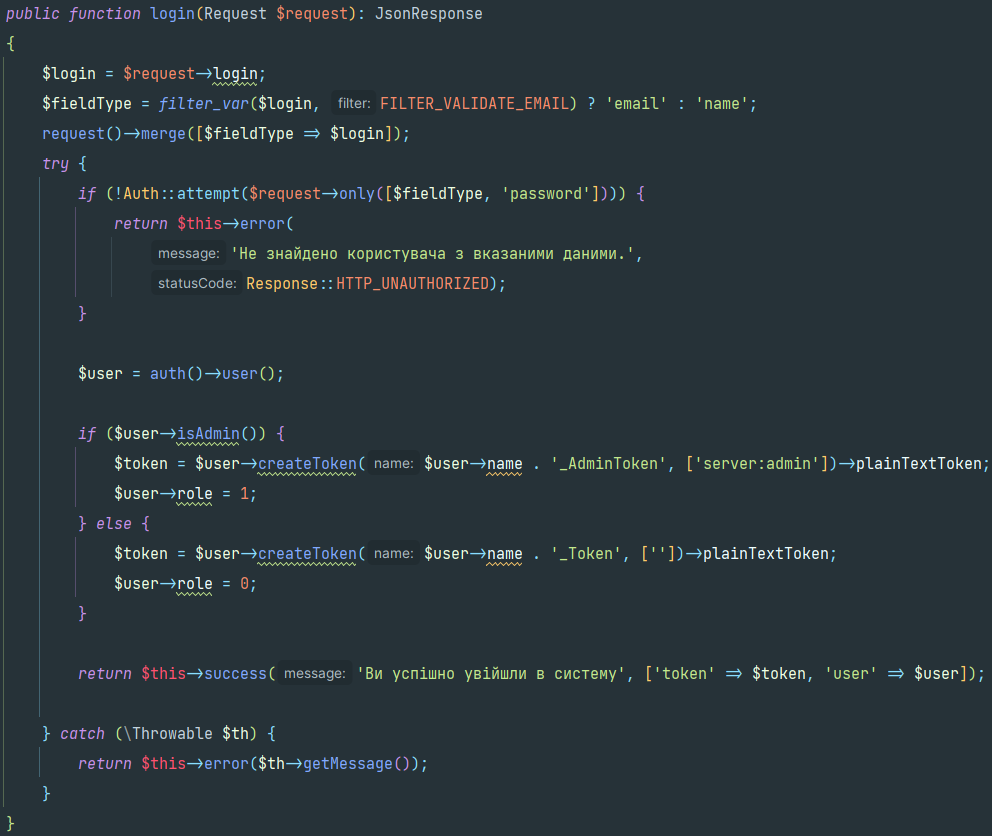 public function login(Request $request): JsonResponse
{
$login = $request->login;
$fieldType = filter_var($login, filter: FILTER_VALIDATE_EMAIL) ? 'email' : 'name';
request()->merge([$fieldType => $login]);
try {
if (!Auth::attempt($request->only([$fieldType, 'password']))) {
return $this->error(
message: 'Не знайдено користувача з вказаними даними.',
statusCode: Response::HTTP_UNAUTHORIZED);
}
$user = auth()->user();
if ($user->isAdmin()) {
$token = $user->createToken( name: $user->name . '_AdminToken', ['server:admin'])->plainTextToken;
$user->role = 1;
} else {
$token = $user->createToken( name: $user->name . '_Token', [''])->plainTextToken;
$user->role = 0;
}
return $this->success( message: 'Ви успішно увійшли в систему', ['token' => $token, 'user' => $user]);
} catch (\Throwable $th) {
return $this->error($th->getMessage());
}
}